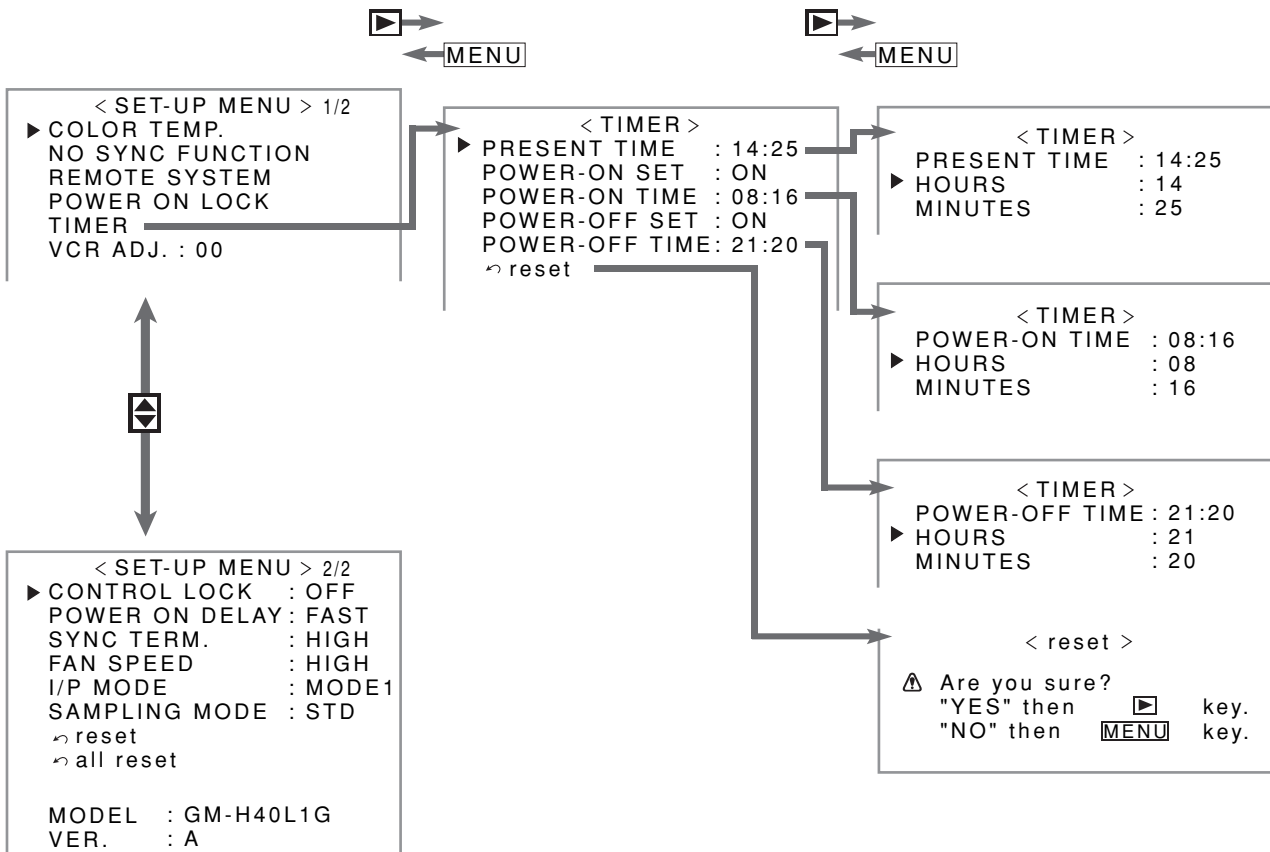 MENU
MENU
< SET-UP MENU > 1/2
COLOR TEMP.
NO SYNC FUNCTION
REMOTE SYSTEM
POWER ON LOCK
TIMER
VCR ADJ. : 00
< TIMER >
PRESENT TIME : 14:25
POWER-ON SET : ON
POWER-ON TIME : 08:16
POWER-OFF SET : ON
POWER-OFF TIME : 21:20
reset
< TIMER >
PRESENT TIME : 14:25
HOURS : 14
MINUTES : 25
< TIMER >
POWER-ON TIME : 08:16
HOURS : 08
MINUTES : 16
< TIMER >
POWER-OFF TIME : 21:20
HOURS : 21
MINUTES : 20
< reset >
Are you sure?
"YES" then key.
"NO" then MENU key.
< SET-UP MENU > 2/2
CONTROL LOCK : OFF
POWER ON DELAY : FAST
SYNC TERM. : HIGH
FAN SPEED : HIGH
I/P MODE : MODE1
SAMPLING MODE : STD
reset
all reset
MODEL : GM-H40L1G
VER. : A